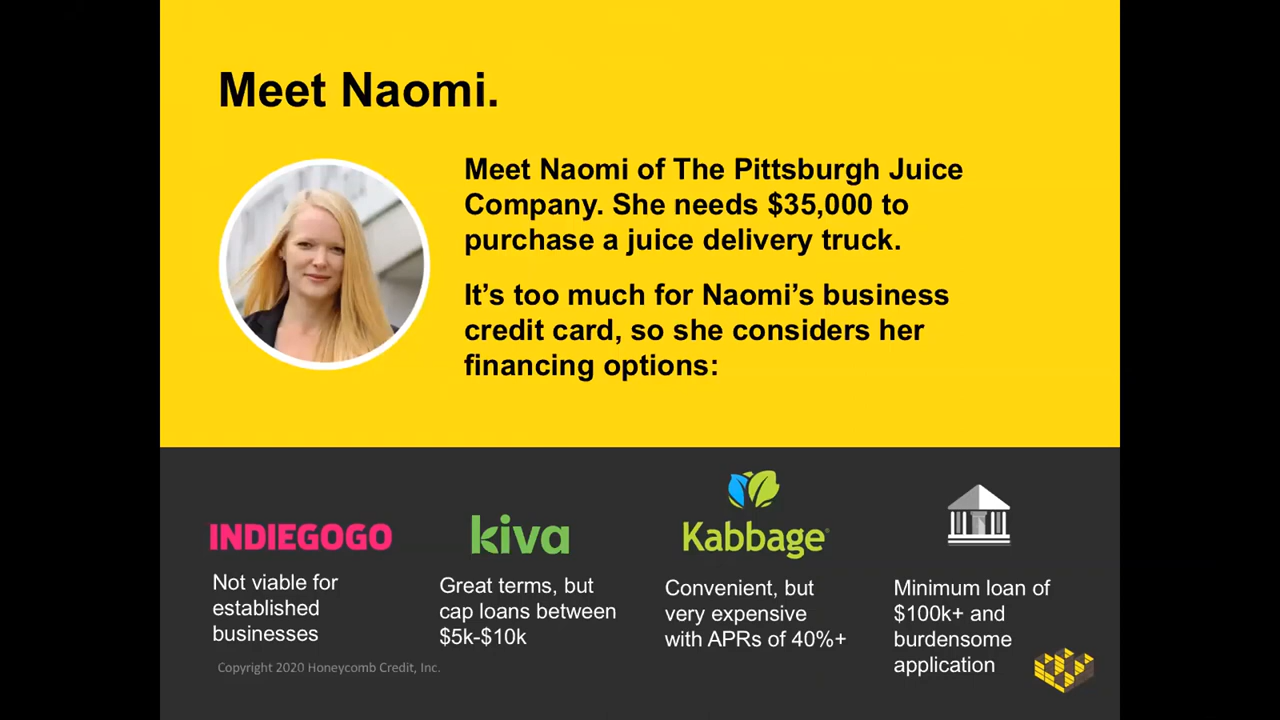 Meet Naomi.
Meet Naomi of The Pittsburgh Juice
Company. She needs $35,000 to
purchase a juice delivery truck.
It’s too much for Naomi’s business
credit card, so she considers her
financing options:
INDIEGOGO
Not viable for
established
businesses
kiva
Great terms, but
cap loans between
$5k-$10k
Kabbage
Convenient, but
very expensive
with APRs of 40%+
Minimum loan of
$100k+ and
burdensome
application
Copyright 2020 Honeycomb Credit, Inc.